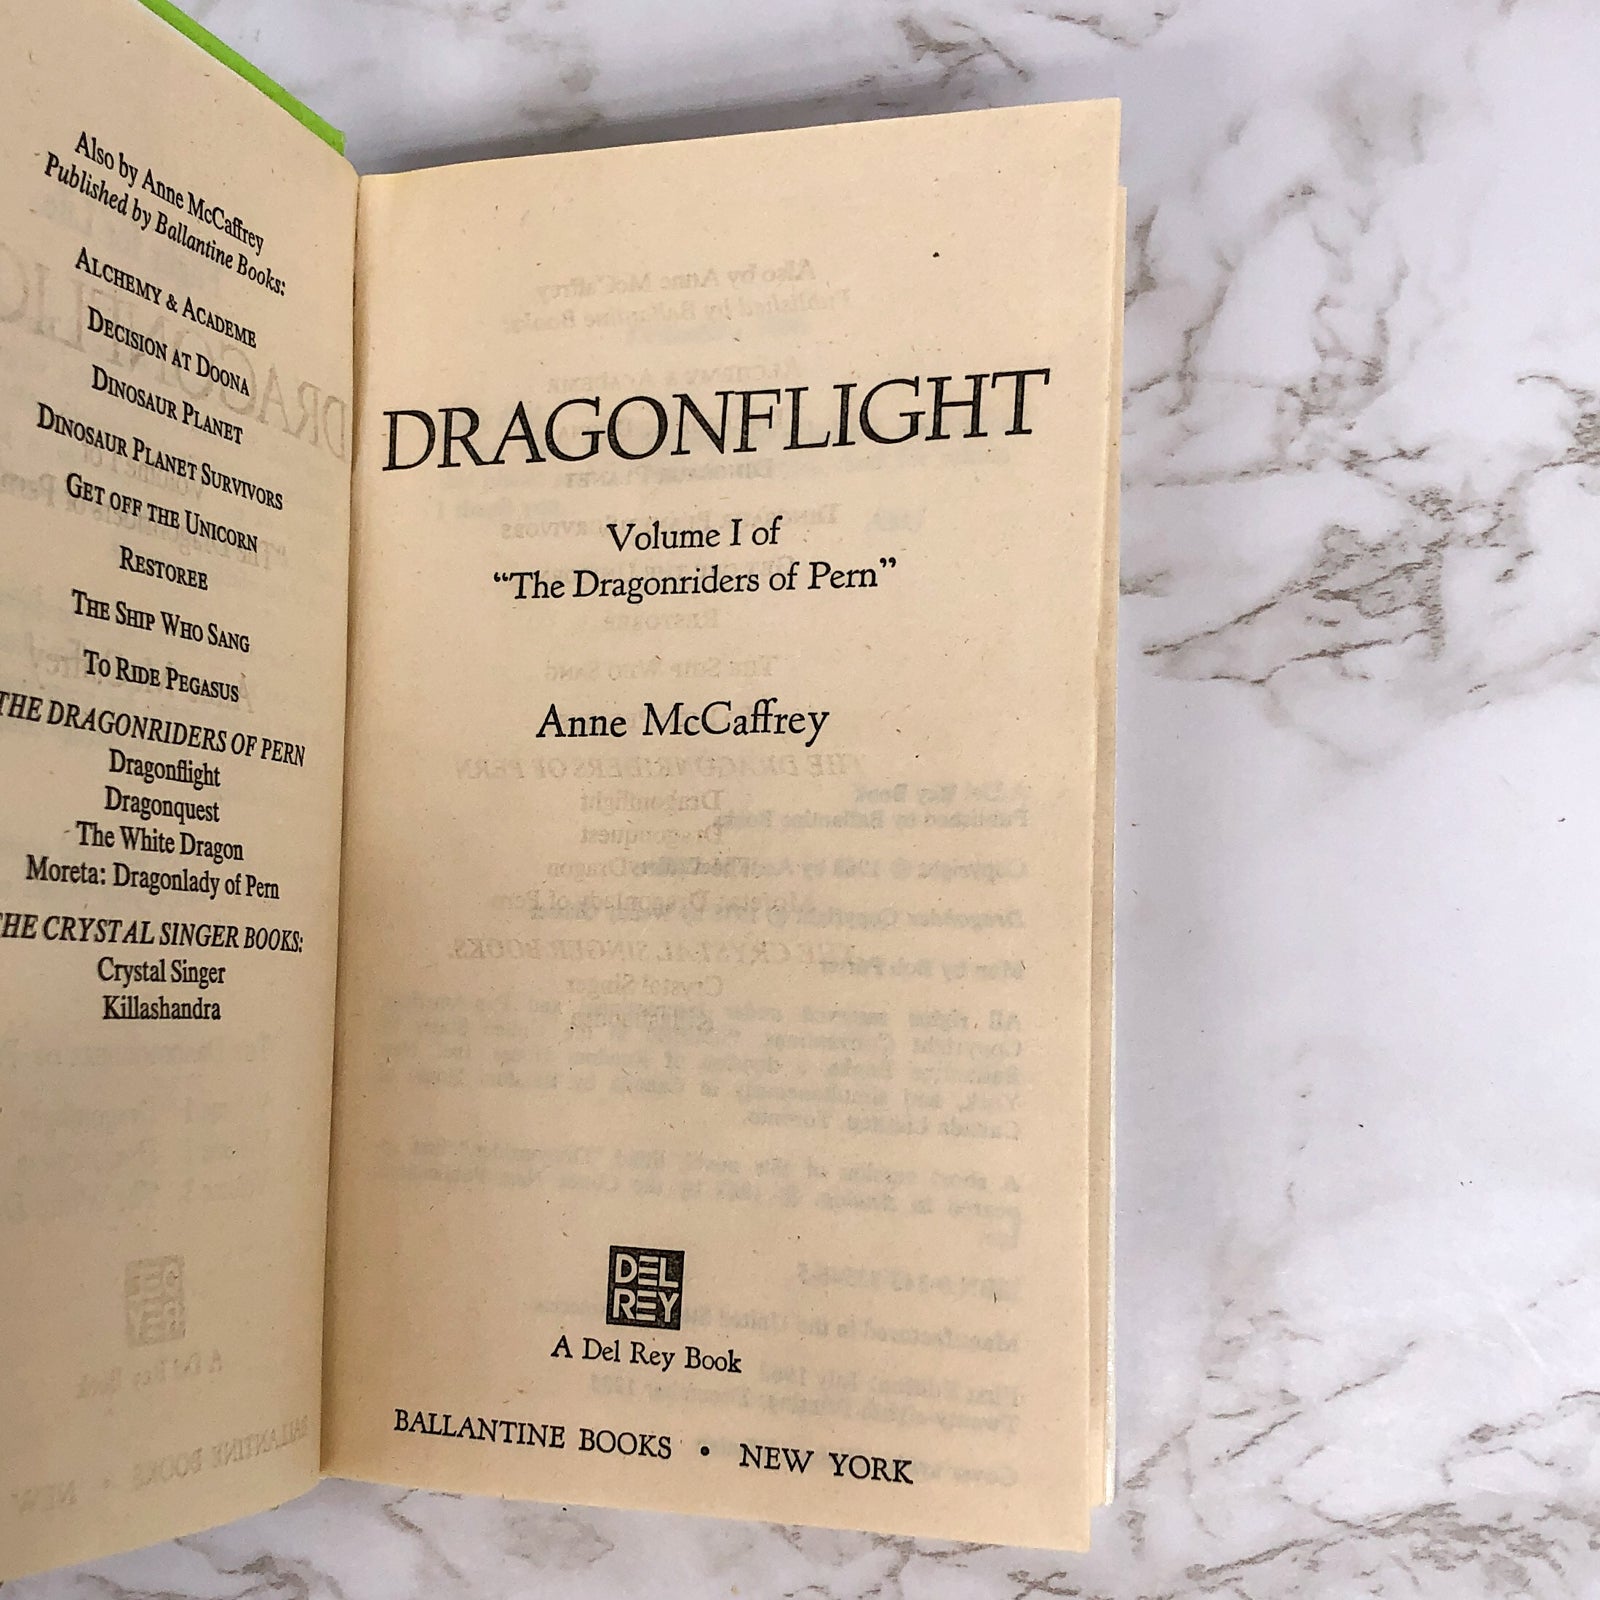 Also by Anne McCaffrey
Published by Ballantine Books:
ALCHEMY & ACADEME
DECISION AT DOONA
DINOSAUR PLANET
DINOSAUR PLANET SURVIVORS
GET OFF THE UNICORN
RESTOREE
THE SHIP WHO SANG
TO RIDE PEGASUS
THE DRAGONRIDERS OF PERN
Dragonflight
Dragonquest
The White Dragon
Moreta: Dragonlady of Pern
THE CRYSTAL SINGER BOOKS:
Crystal Singer
Killashandra
DRAGONFLIGHT
Volume I of
“The Dragonriders of Pern”
Anne McCaffrey
DEL
REY
A Del Rey Book
BALLANTINE BOOKS • NEW YORK